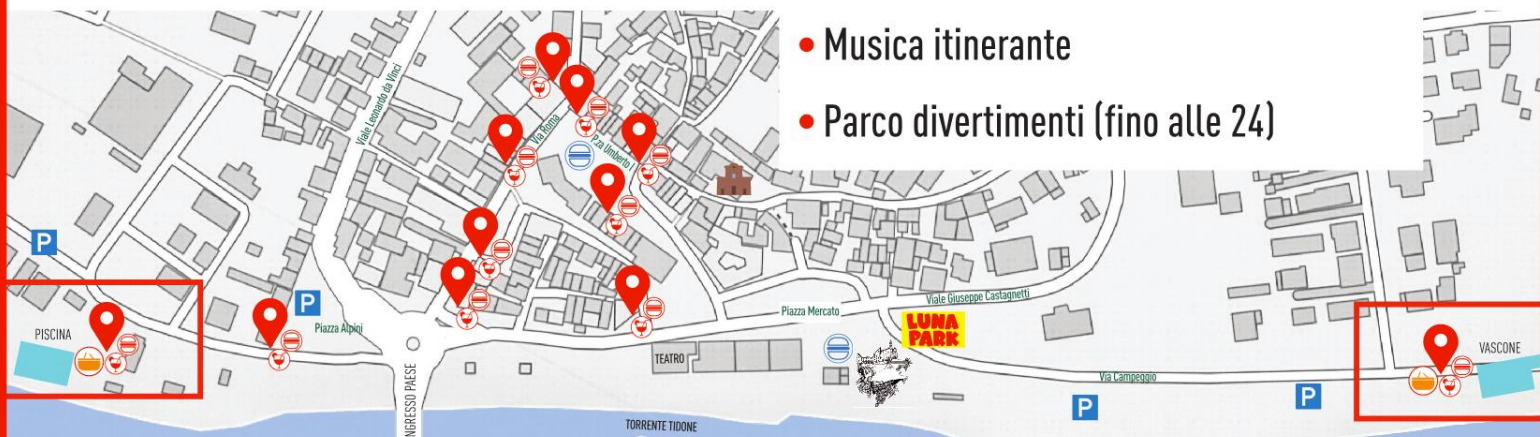 • Musica itinerante
• Parco divertimenti (fino alle 24)
Viale Leonardo da Vinci
Via Roma
P.za Umberto I
P
PISCINA
P
Piazza Alpini
INGRESSO PAESE
TEATRO
Piazza Mercato
Viale Giuseppe Castagnetti
LUNA
PARK
Via Campeggio
P
P
VASCONE
TORRENTE TIDONE